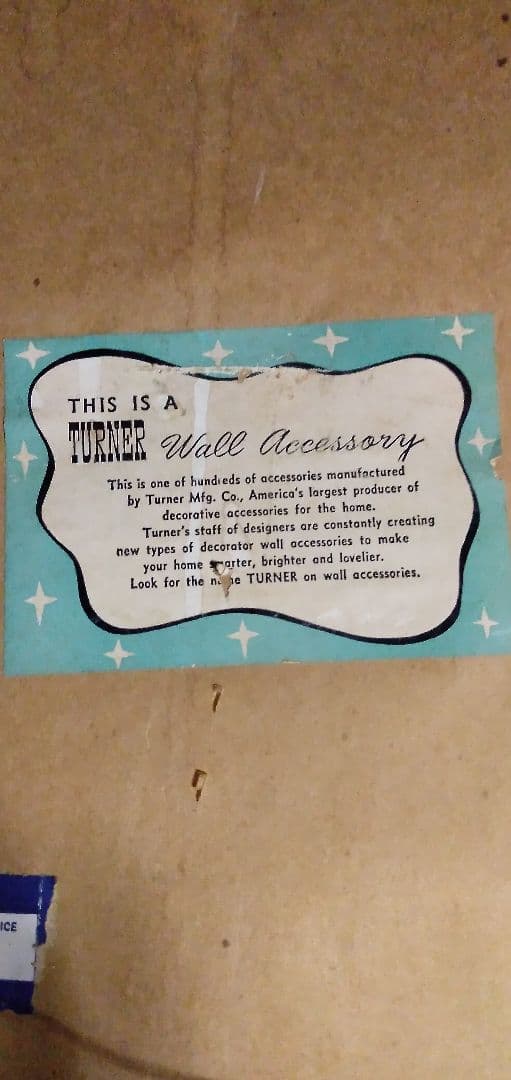 THIS IS A
TURNER Wall Accessory
This is one of hundreds of accessories manufactured
by Turner Mfg. Co., America's largest producer of
decorative accessories for the home.
Turner's staff of designers are constantly creating
new types of decorator wall accessories to make
your home smarter, brighter and lovelier.
Look for the name TURNER on wall accessories.
ICE